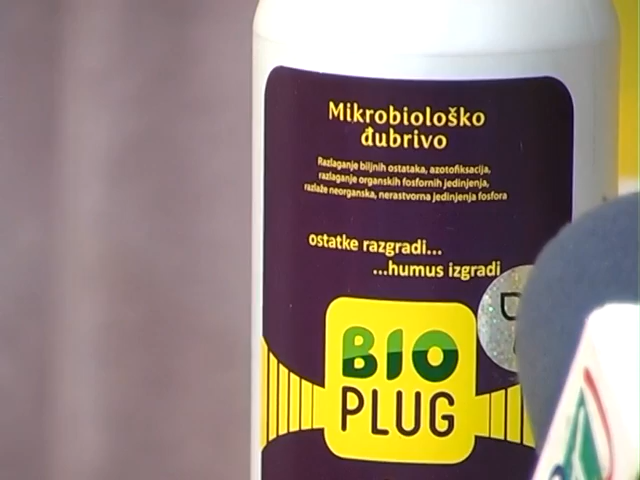 Mikrobiološko
đubrivo
Razlaganje biljnih ostataka, azotofiksacija,
razlaganje organskih fosfornih jedinjenja,
razlaže neorganska, nerastvorna jedinjenja fosfora
ostatke razgradi...
...humus izgradi
BIO
PLUG